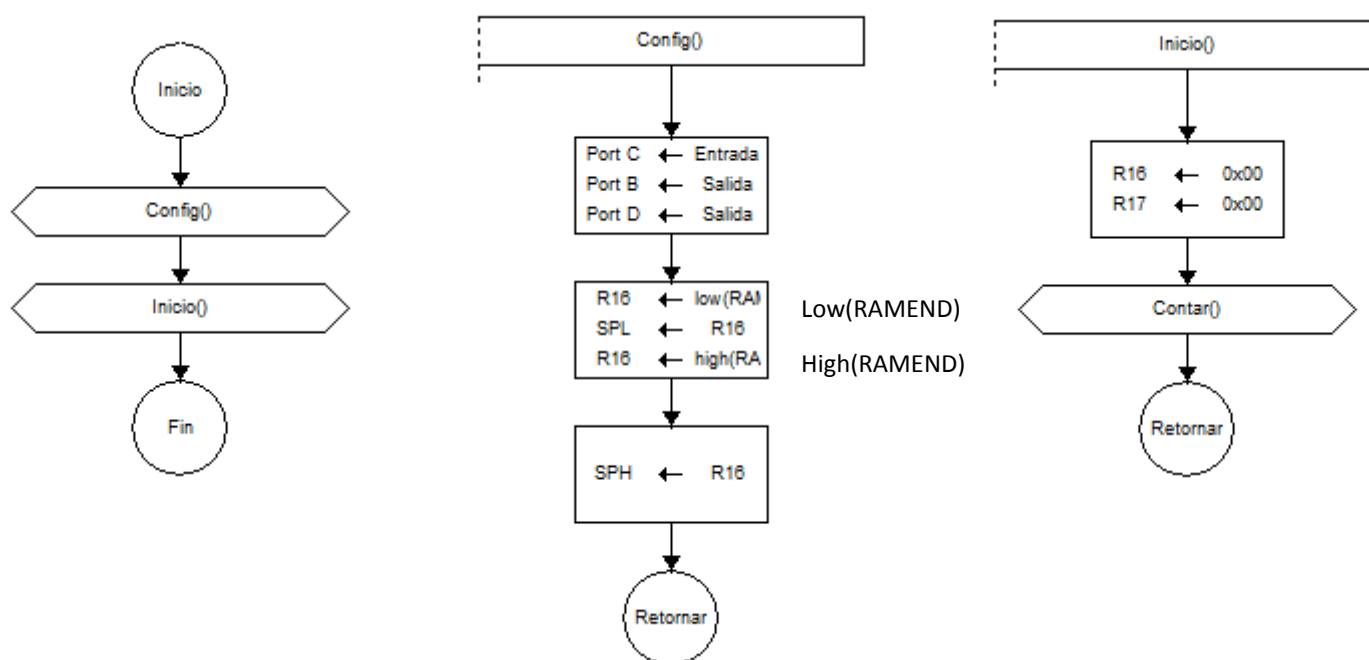 Inicio
Config()
Inicio()
Fin
Config()
Port C ← Entrada
Port B ← Salida
Port D ← Salida
R16 ← low(RAM
SPL ← R16
R16 ← high(RA
Low(RAMEND)
High(RAMEND)
SPH ← R16
Retornar
Inicio()
R16 ← 0x00
R17 ← 0x00
Contar()
Retornar